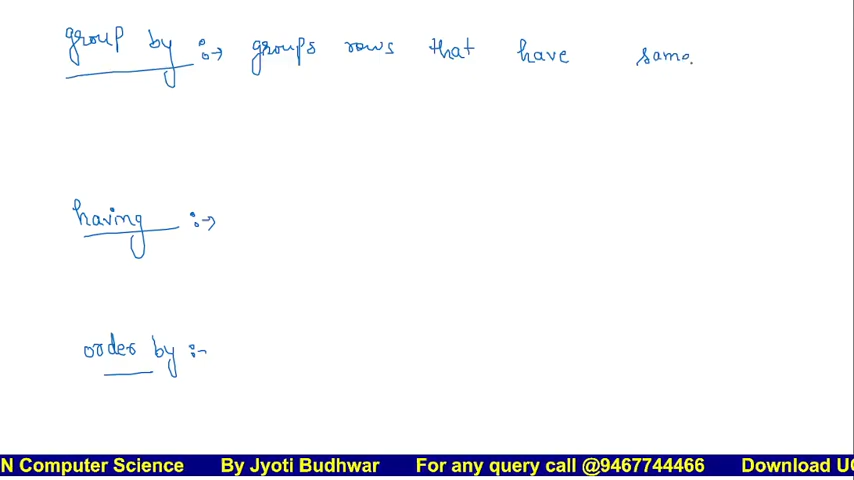 group by :→ groups rows that have same.
having :→
order by :-
N Computer Science By Jyoti Budhwar For any query call @9467744466 Download UG